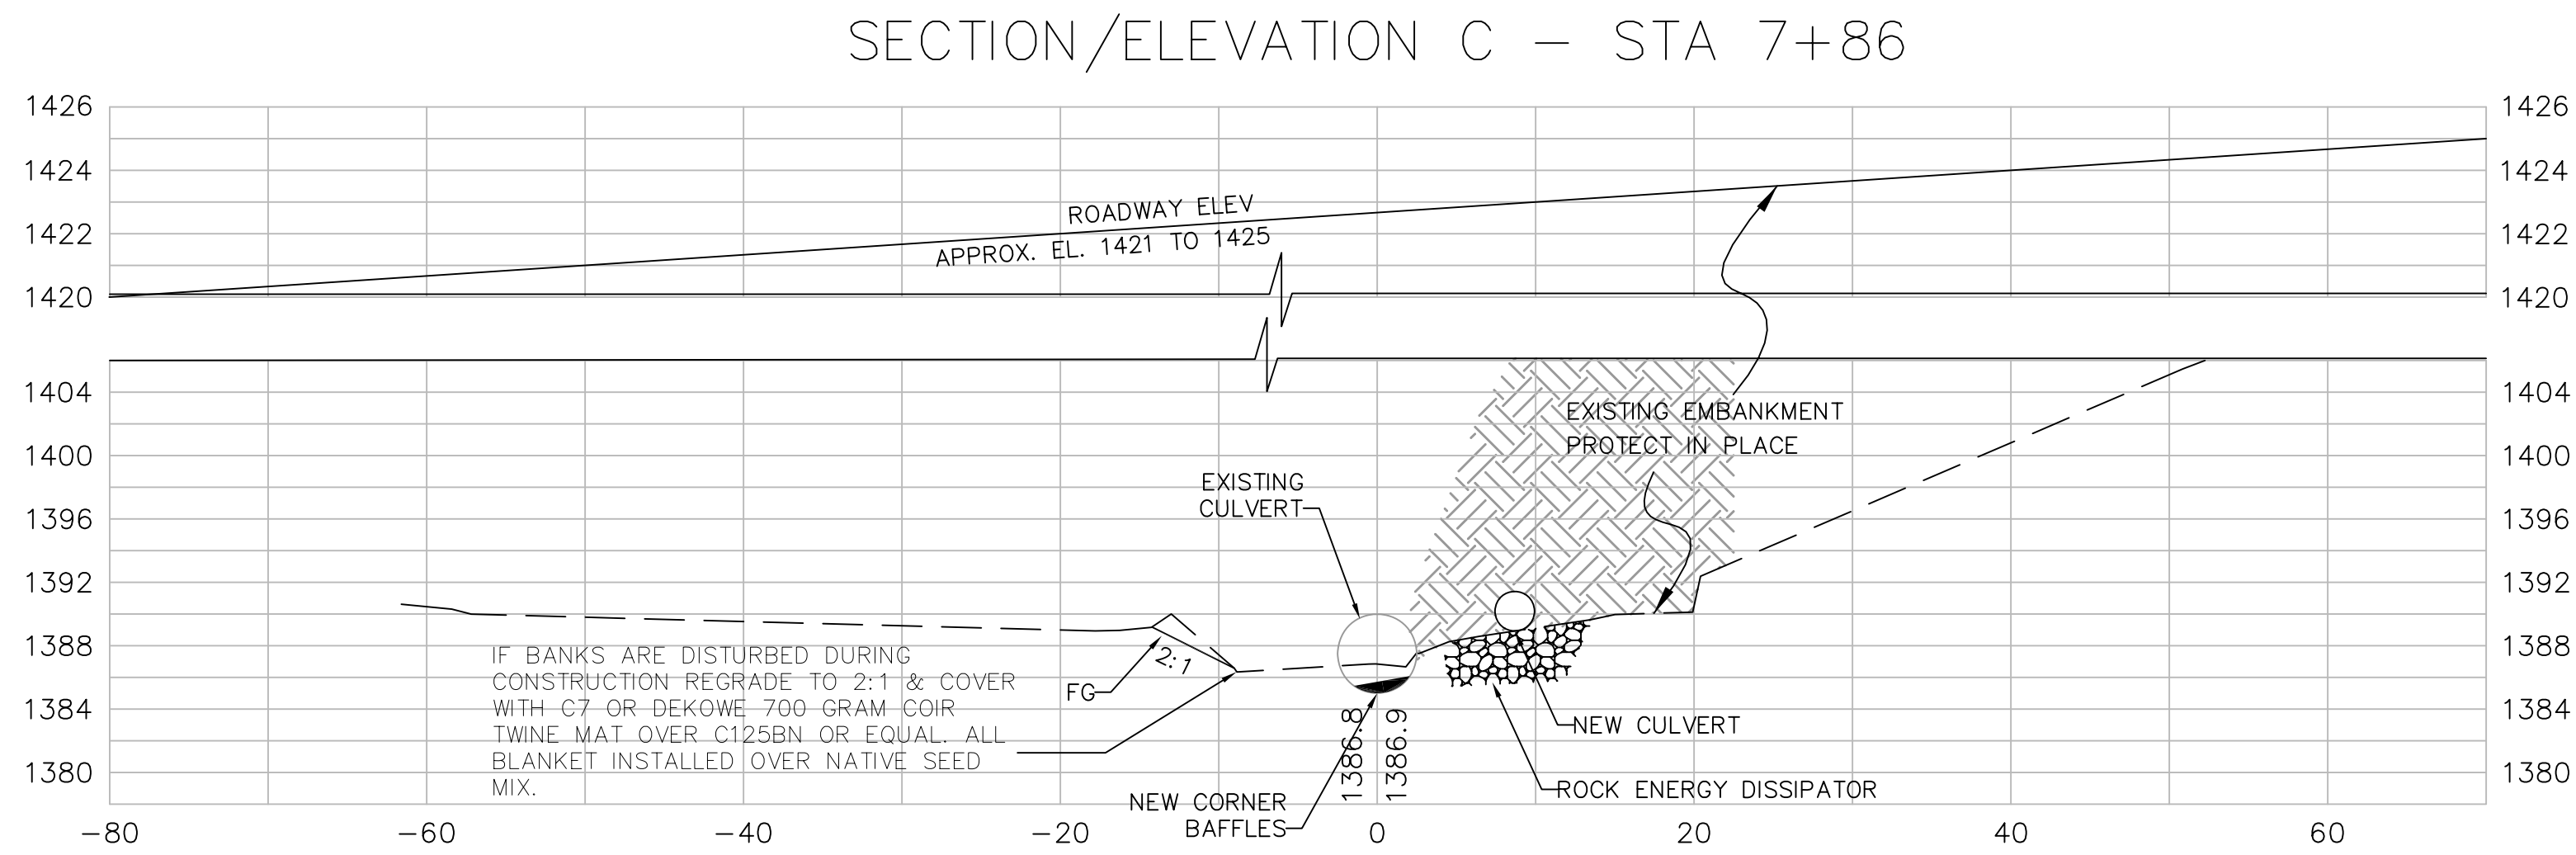 SECTION/ELEVATION C - STA 7+86
1426
1426
1424
1424
ROADWAY ELEV
1422
1422
APPROX. EL. 1421 TO 1425
1420
1420
1404
1404
EXISTING EMBANKMENT
PROTECT IN PLACE
1400
1400
EXISTING
CULVERT
1396
1396
1392
1392
1388
1388
2:1
IF BANKS ARE DISTURBED DURING
CONSTRUCTION REGRADE TO 2:1 & COVER
WITH C7 OR DEKOWE 700 GRAM COIR
TWINE MAT OVER C125BN OR EQUAL. ALL
BLANKET INSTALLED OVER NATIVE SEED
MIX.
FG
1384
1384
1386.8
1386.9
NEW CULVERT
1380
1380
ROCK ENERGY DISSIPATOR
NEW CORNER
BAFFLES
-80 -60 -40 -20 0 20 40 60